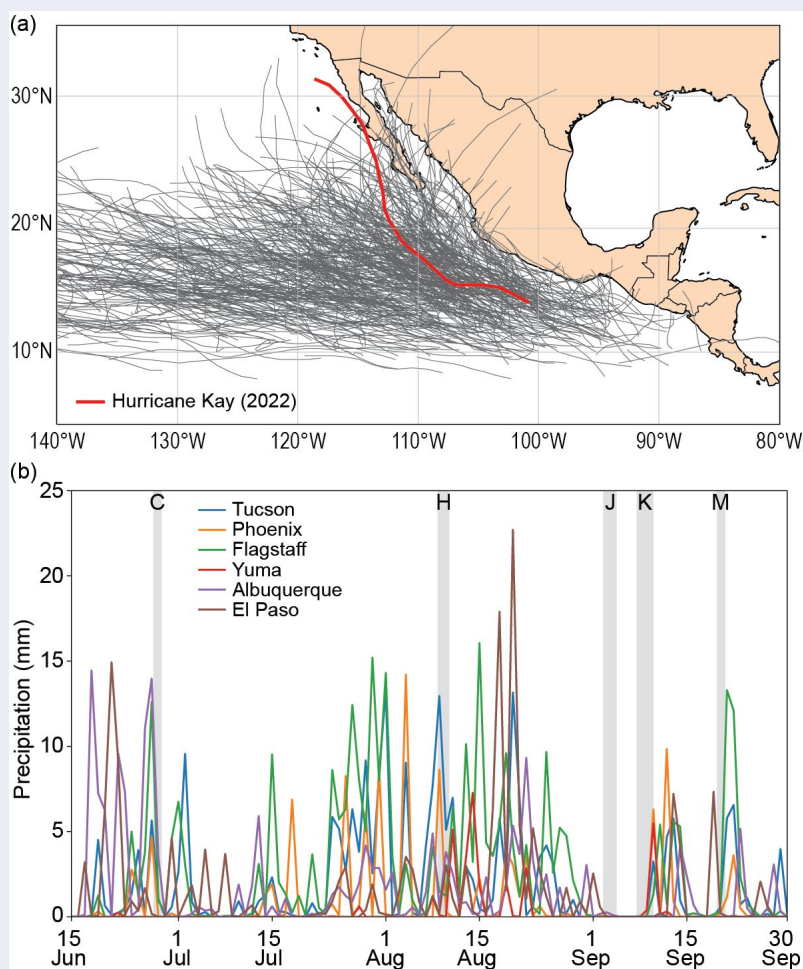 (a)
30°N
20°N
10°N
Hurricane Kay (2022)
140°W 130°W 120°W 110°W 100°W 90°W 80°W
(b)
25
20
15
10
5
0
Precipitation (mm)
C H J K M
Tucson
Phoenix
Flagstaff
Yuma
Albuquerque
El Paso
15 1 15 1 15 1 15 30
Jun Jul Jul Aug Aug Sep Sep Sep